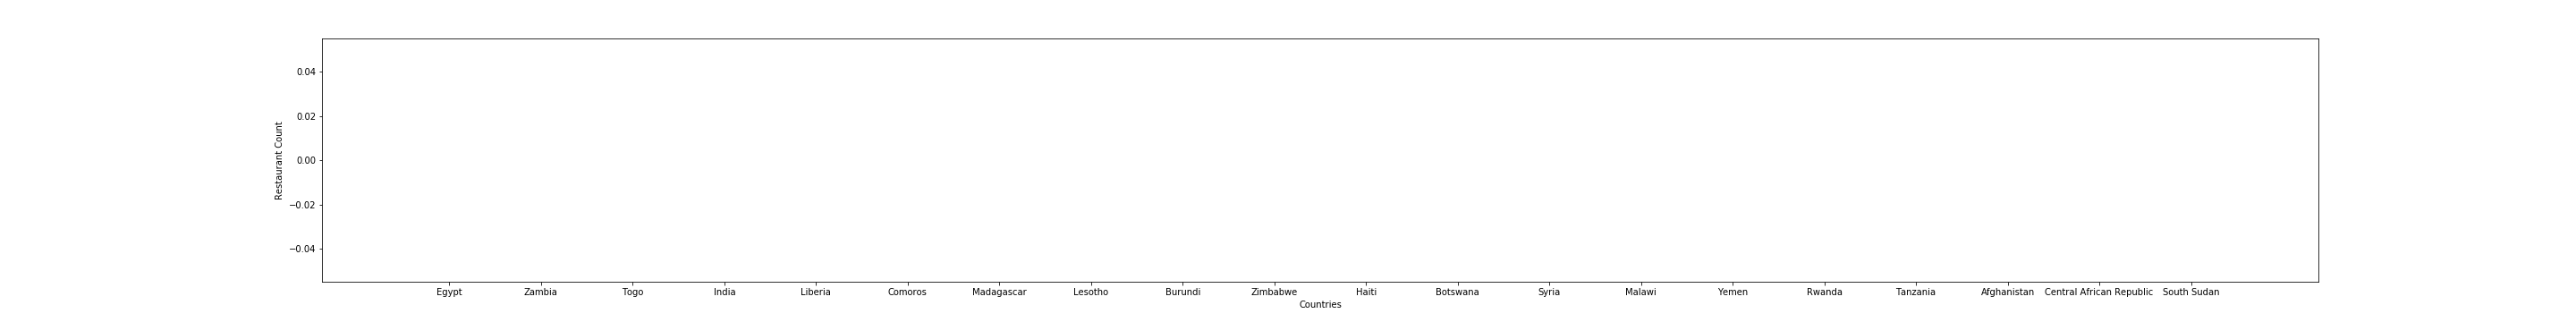 0.04
0.02
0.00
−0.02
−0.04
Restaurant Count
Egypt Zambia Togo India Liberia Comoros Madagascar Lesotho Burundi Zimbabwe Haiti Botswana Syria Malawi Yemen Rwanda Tanzania Afghanistan Central African Republic South Sudan
Countries